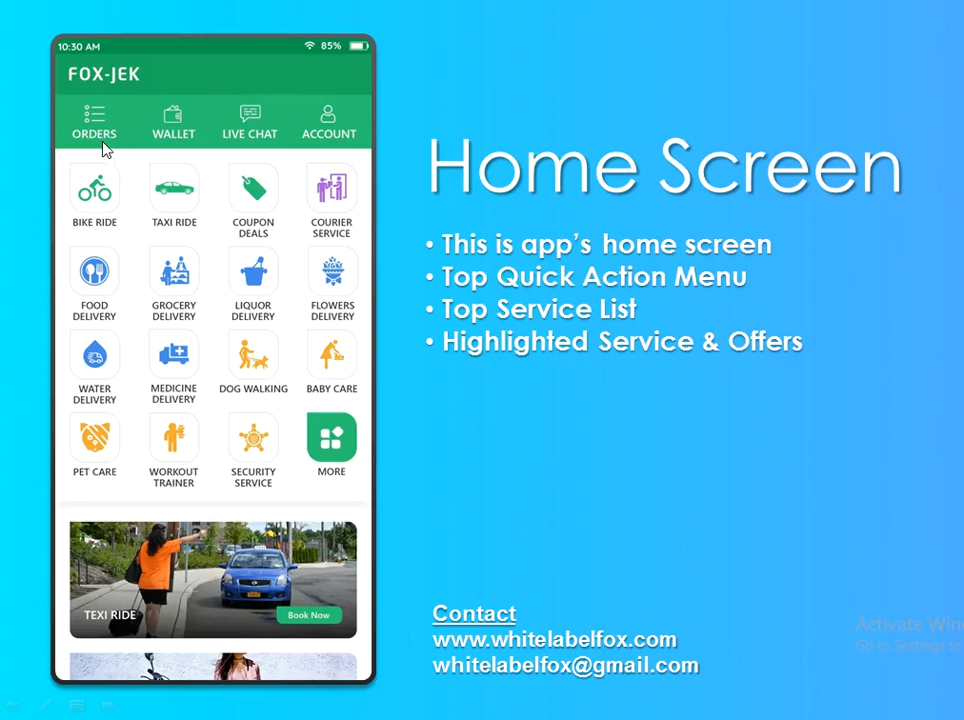 10:30 AM
85%
FOX-JEK
ORDERS
WALLET
LIVE CHAT
ACCOUNT
BIKE RIDE
TAXI RIDE
COUPON
DEALS
COURIER
SERVICE
FOOD
DELIVERY
GROCERY
DELIVERY
LIQUOR
DELIVERY
FLOWERS
DELIVERY
WATER
DELIVERY
MEDICINE
DELIVERY
DOG WALKING
BABY CARE
PET CARE
WORKOUT
TRAINER
SECURITY
SERVICE
MORE
TEXI RIDE
Book Now
Home Screen
• This is app's home screen
• Top Quick Action Menu
• Top Service List
• Highlighted Service & Offers
Contact
www.whitelabelfox.com
whitelabelfox@gmail.com
Activate Win
Go to Settings to